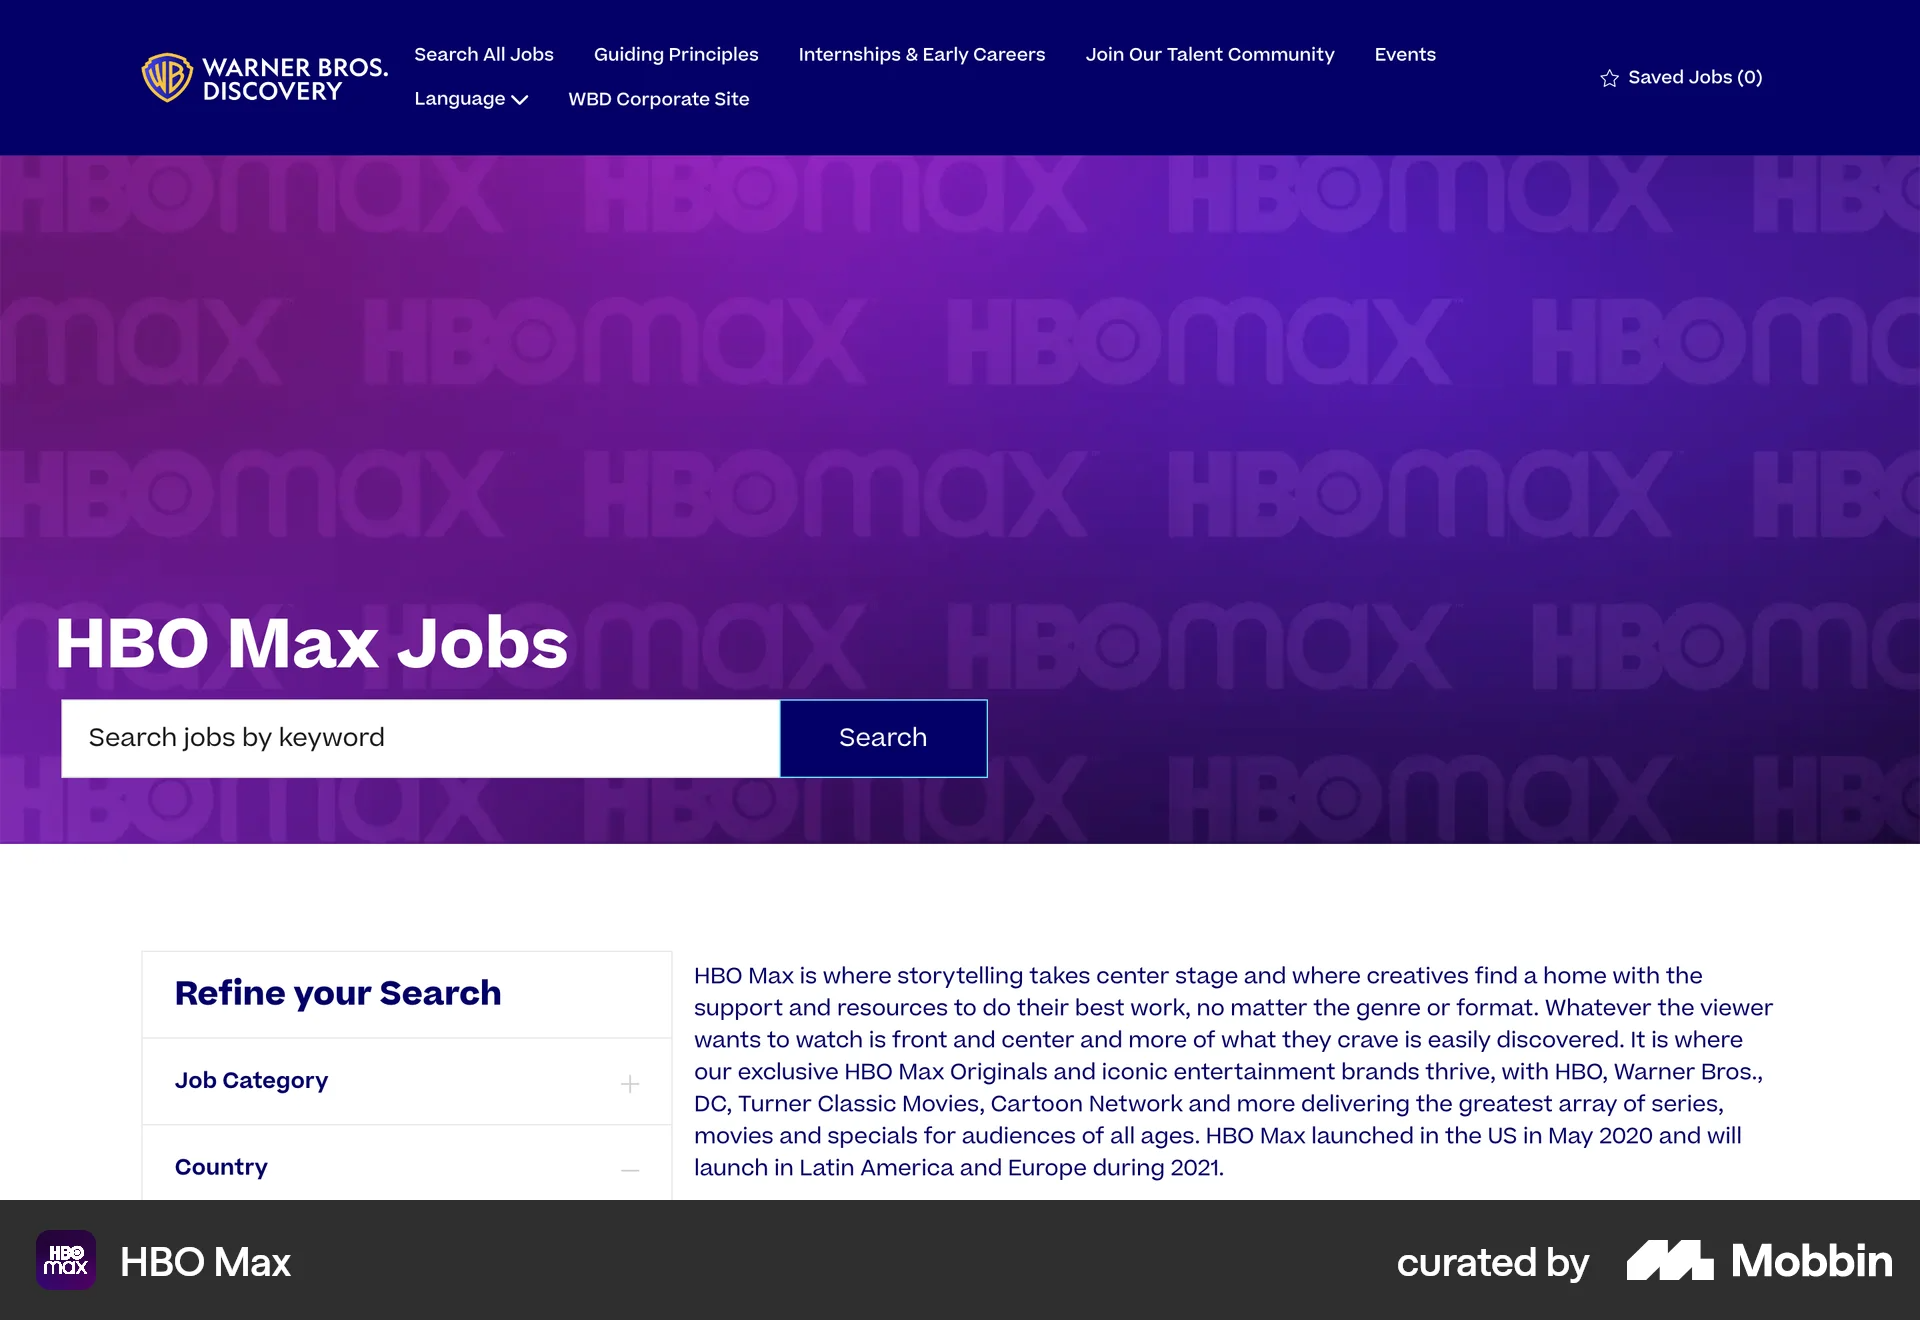 WARNER BROS.
DISCOVERY
Search All Jobs
Guiding Principles
Internships & Early Careers
Join Our Talent Community
Events
Language
WBD Corporate Site
Saved Jobs (0)
HBO Max Jobs
Search jobs by keyword
Search
Refine your Search
Job Category
Country
HBO Max is where storytelling takes center stage and where creatives find a home with the
support and resources to do their best work, no matter the genre or format. Whatever the viewer
wants to watch is front and center and more of what they crave is easily discovered. It is where
our exclusive HBO Max Originals and iconic entertainment brands thrive, with HBO, Warner Bros.,
DC, Turner Classic Movies, Cartoon Network and more delivering the greatest array of series,
movies and specials for audiences of all ages. HBO Max launched in the US in May 2020 and will
launch in Latin America and Europe during 2021.
HBO
max
HBO Max
curated by
Mobbin